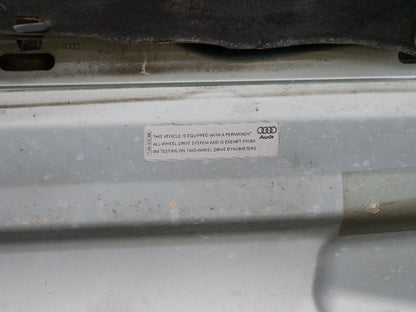 THIS VEHICLE IS EQUIPPED WITH A PERMANENT
ALL-WHEEL DRIVE SYSTEM AND IS EXEMPT FROM
I/M TESTING ON TWO-WHEEL DRIVE DYNOMETERS
Audi